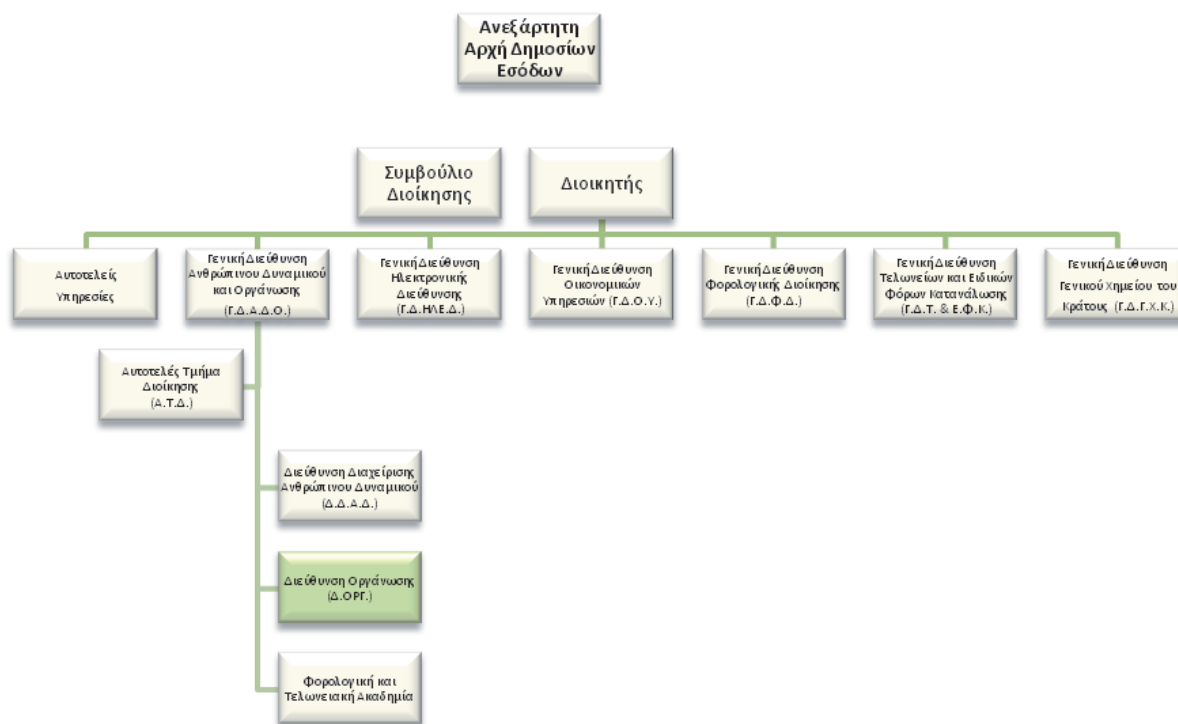 Ανεξάρτητη
Αρχή Δημοσίων
Εσόδων
Συμβούλιο
Διοίκησης
Διοικητής
Αυτοτελείς
Υπηρεσίες
Γενική Διεύθυνση
Ανθρώπινου Δυναμικού
και Οργάνωσης
(Γ.Δ.Α.Δ.Ο.)
Γενική Διεύθυνση
Ηλεκτρονικής
Διεύθυνσης
(Γ.Δ.ΗΛΕ.Δ.)
Γενική Διεύθυνση
Οικονομικών
Υπηρεσιών (Γ.Δ.Ο.Υ.)
Γενική Διεύθυνση
Φορολογικής Διοίκησης
(Γ.Δ.Φ.Δ.)
Γενική Διεύθυνση
Τελωνείων και Ειδικών
Φόρων Κατανάλωσης
(Γ.Δ.Τ. & Ε.Φ.Κ.)
Γενική Διεύθυνση
Γενικού Χημείου του
Κράτους (Γ.Δ.Γ.Χ.Κ.)
Αυτοτελές Τμήμα
Διοίκησης
(Α.Τ.Δ.)
Διεύθυνση Διαχείρισης
Ανθρώπινου Δυναμικού
(Δ.Δ.Α.Δ.)
Διεύθυνση Οργάνωσης
(Δ.ΟΡΓ.)
Φορολογική και
Τελωνειακή Ακαδημία